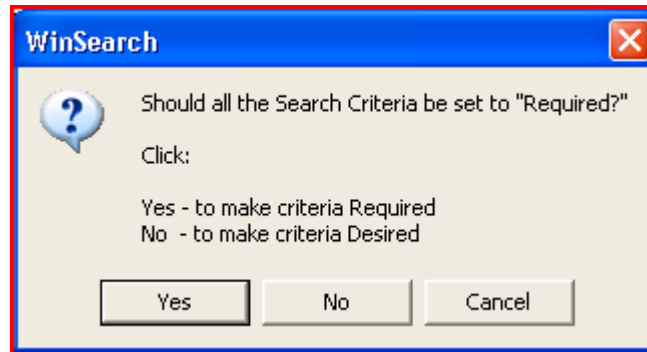 WinSearch
Should all the Search Criteria be set to "Required?"
Click:
Yes - to make criteria Required
No - to make criteria Desired
Yes No Cancel